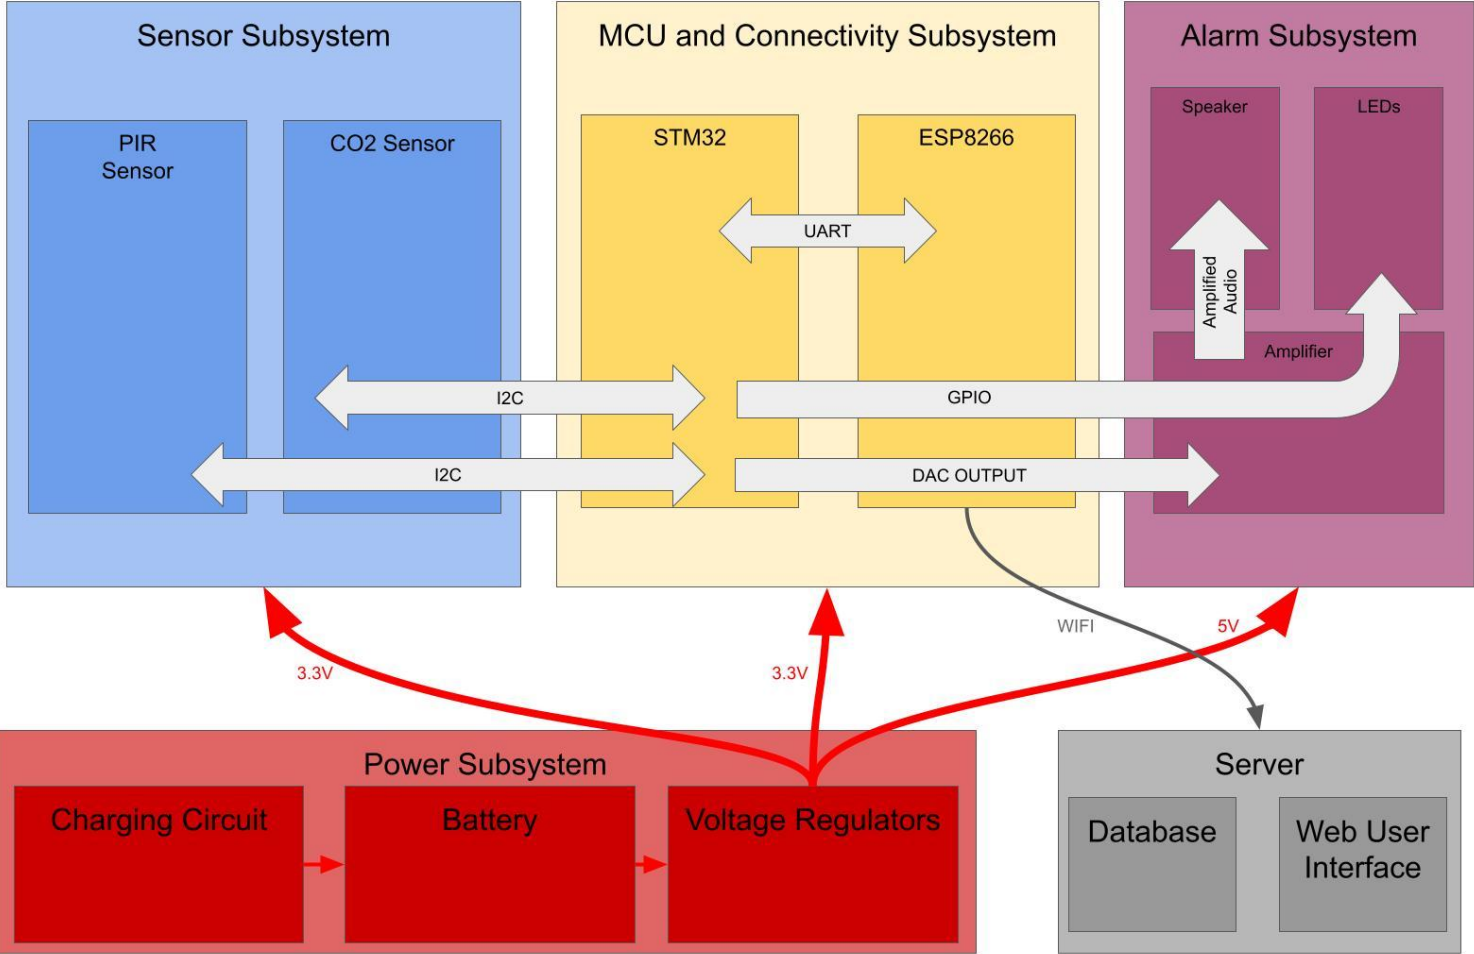 Sensor Subsystem
MCU and Connectivity Subsystem
Alarm Subsystem
PIR
Sensor
CO2 Sensor
STM32
ESP8266
Speaker
LEDs
UART
Amplified
Audio
Amplifier
I2C
GPIO
I2C
DAC OUTPUT
3.3V
3.3V
WIFI
5V
Power Subsystem
Charging Circuit
Battery
Voltage Regulators
Server
Database
Web User
Interface